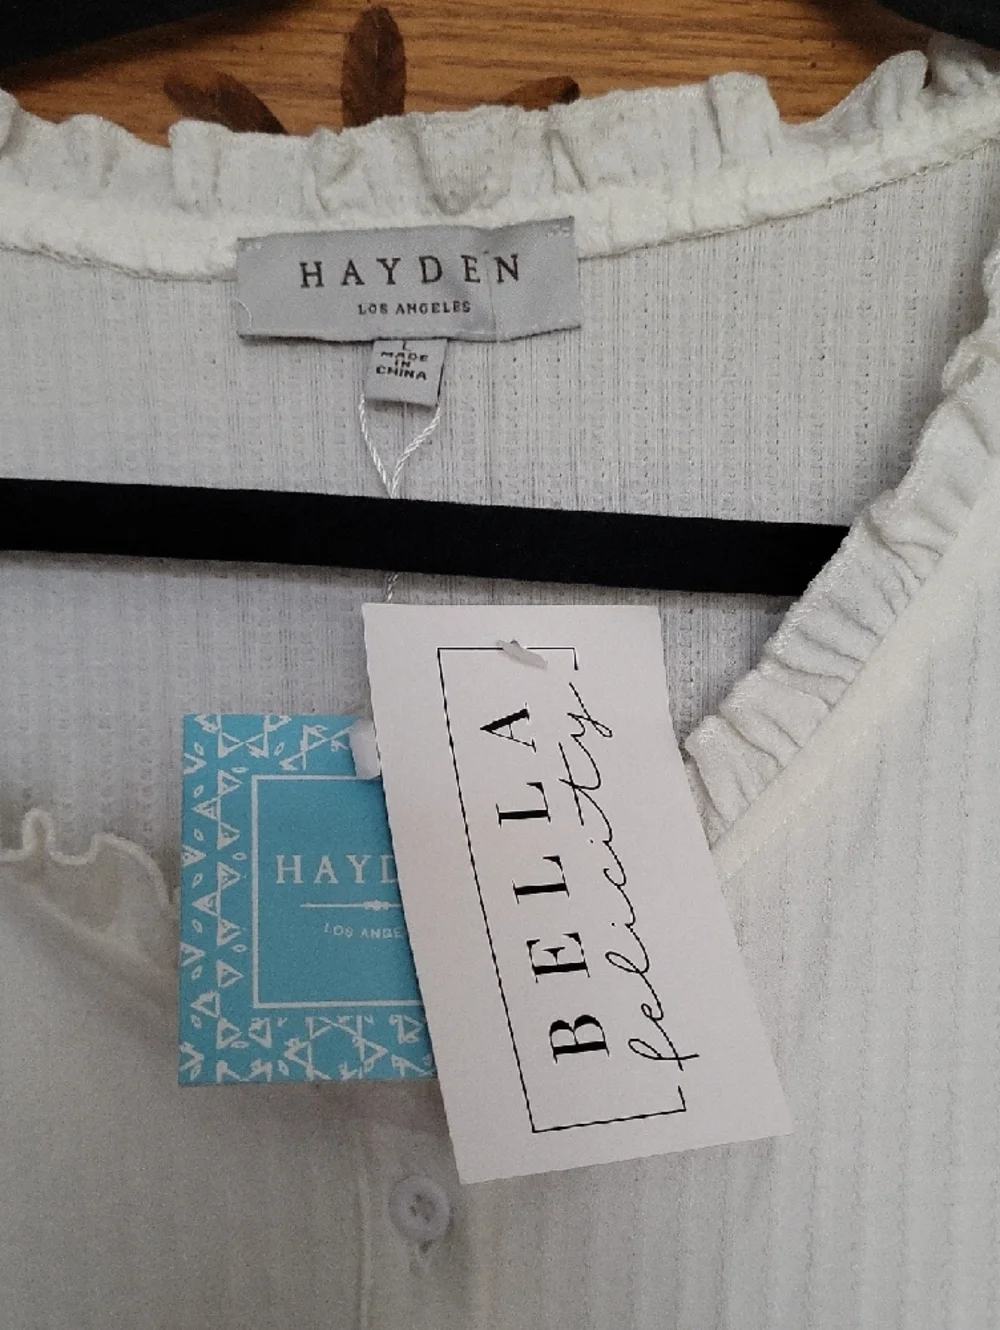 HAYDEN
LOS ANGELES
L
MADE
IN
CHINA
HAYD
LOS ANGE
BELLA
felicity